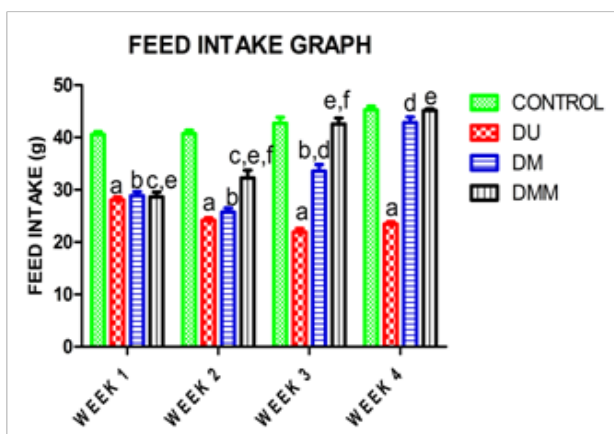 FEED INTAKE GRAPH
FEED INTAKE (g)
50
40
30
20
10
0
a b c,e
a b c,e,f
a b,d e,f
a d e
WEEK 1 WEEK 2 WEEK 3 WEEK 4
CONTROL
DU
DM
DMM